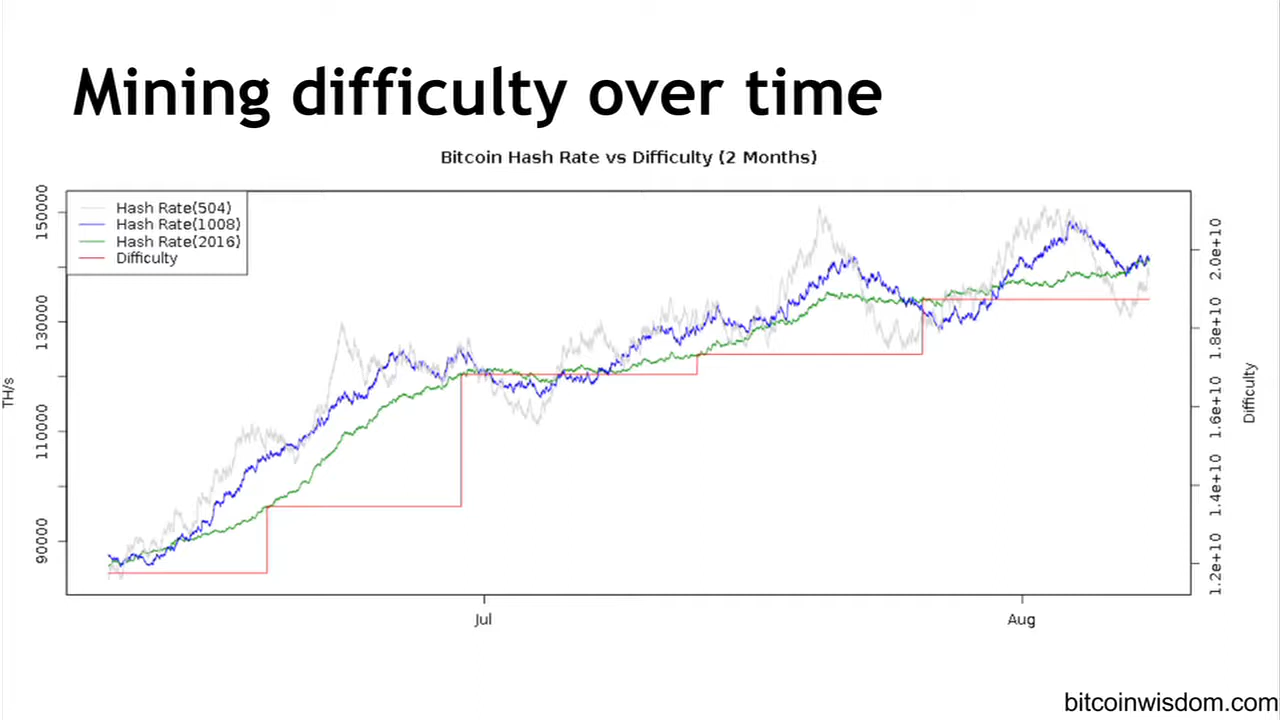 Mining difficulty over time
Bitcoin Hash Rate vs Difficulty (2 Months)
Hash Rate(504)
Hash Rate(1008)
Hash Rate(2016)
Difficulty
TH/s
150000
130000
110000
90000
2.0e+10
1.8e+10
1.6e+10
1.4e+10
1.2e+10
Difficulty
Jul
Aug
bitcoinwisdom.com